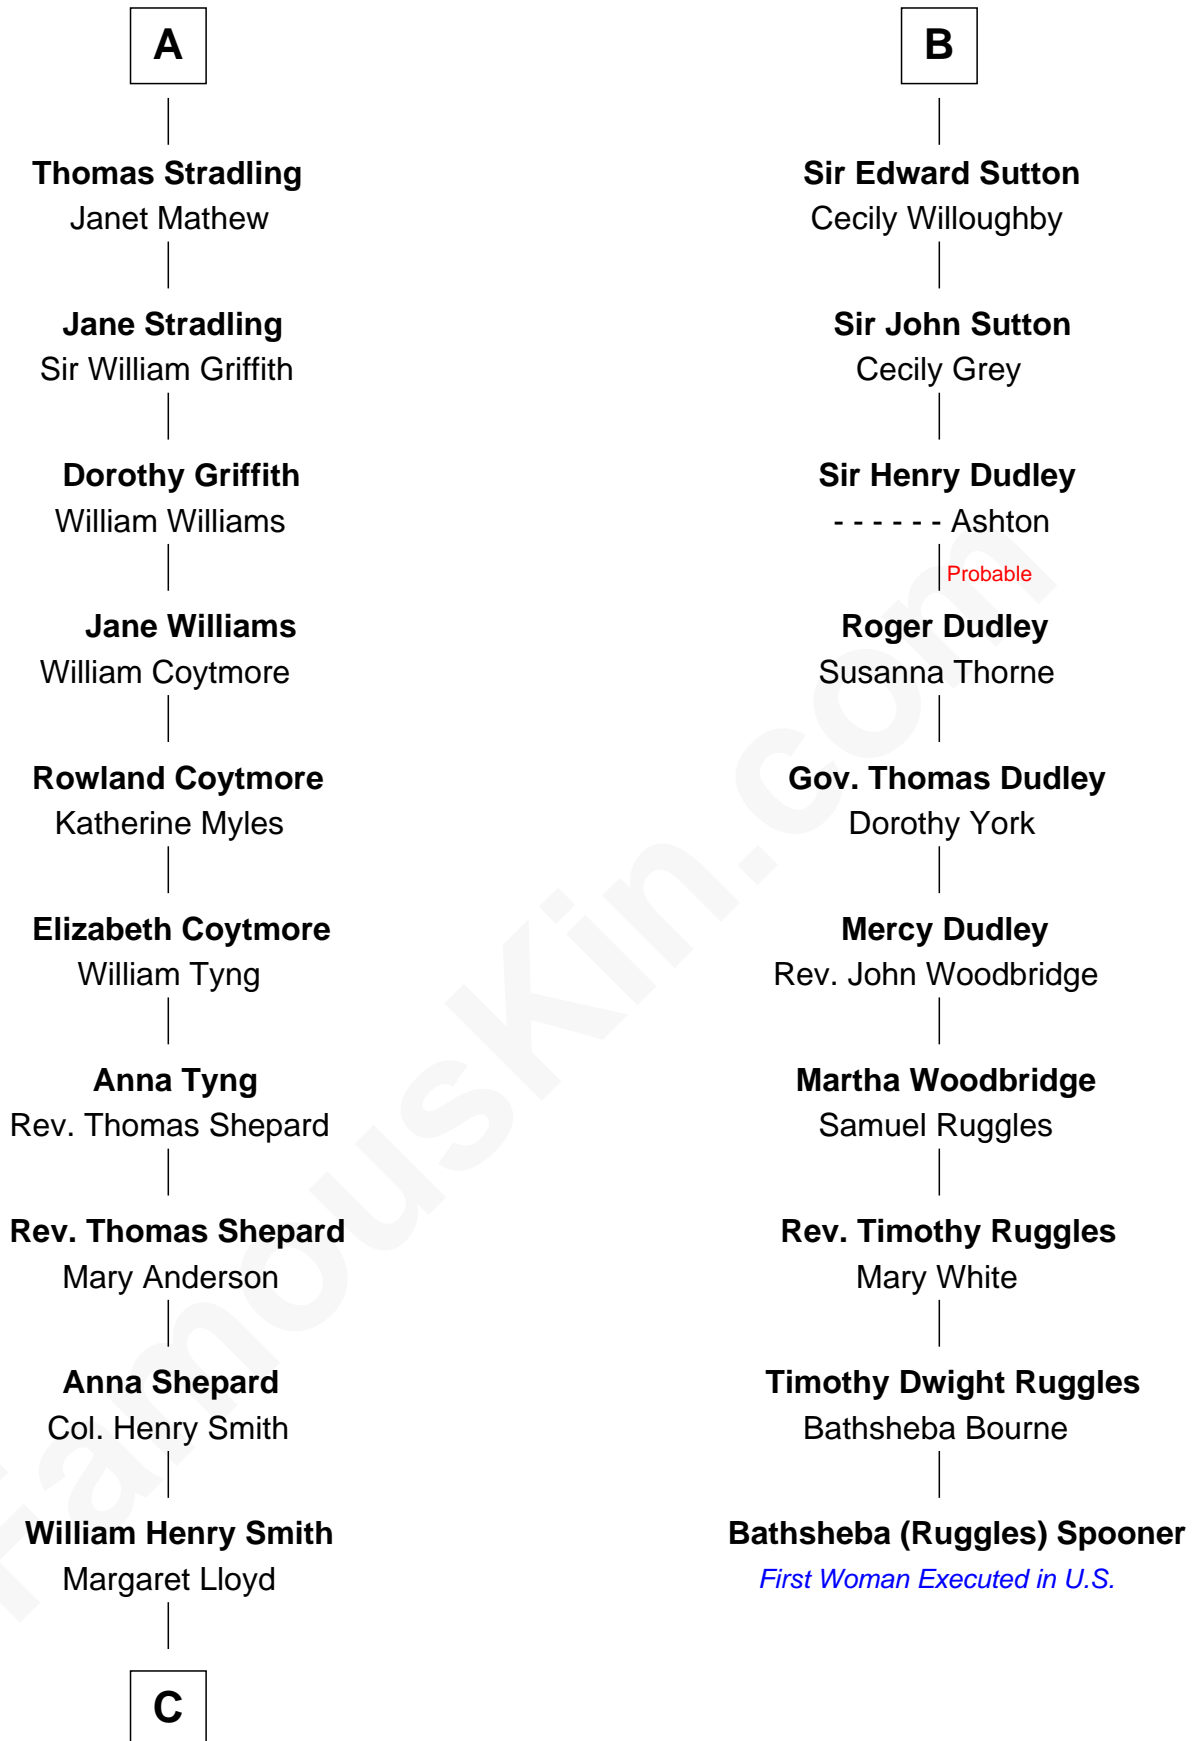 A
Thomas Stradling
Janet Mathew
Jane Stradling
Sir William Griffith
Dorothy Griffith
William Williams
Jane Williams
William Coytmore
Rowland Coytmore
Katherine Myles
Elizabeth Coytmore
William Tyng
Anna Tyng
Rev. Thomas Shepard
Rev. Thomas Shepard
Mary Anderson
Anna Shepard
Col. Henry Smith
William Henry Smith
Margaret Lloyd
C
B
Sir Edward Sutton
Cecily Willoughby
Sir John Sutton
Cecily Grey
Sir Henry Dudley
- - - - - - Ashton
Probable
Roger Dudley
Susanna Thorne
Gov. Thomas Dudley
Dorothy York
Mercy Dudley
Rev. John Woodbridge
Martha Woodbridge
Samuel Ruggles
Rev. Timothy Ruggles
Mary White
Timothy Dwight Ruggles
Bathsheba Bourne
Bathsheba (Ruggles) Spooner
First Woman Executed in U.S.
FamousKin.com